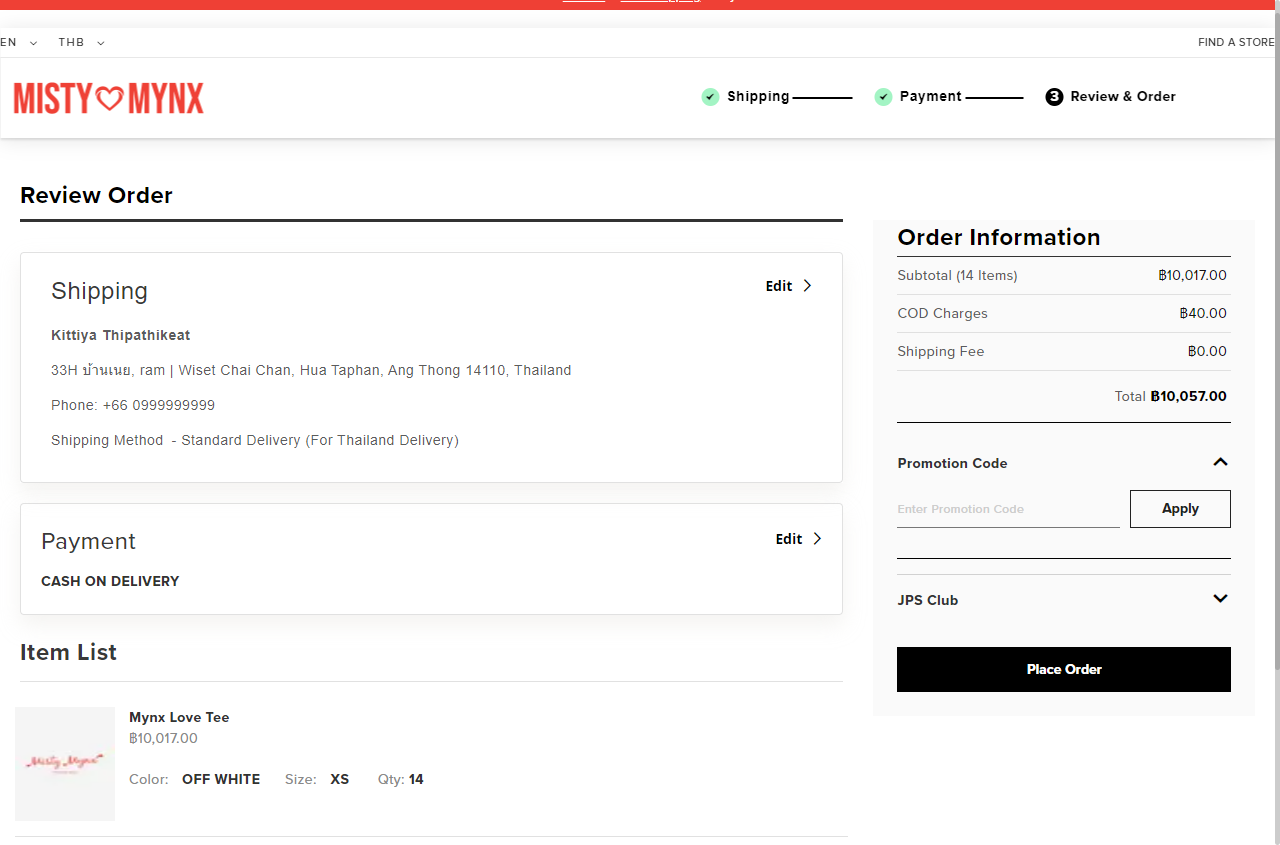 EN THB FIND A STORE
MISTY MYNX
Shipping Payment 3 Review & Order
Review Order
Shipping
Edit
Kittiya Thipathikeat
33H บ้านเนย, ram | Wiset Chai Chan, Hua Taphan, Ang Thong 14110, Thailand
Phone: +66 0999999999
Shipping Method - Standard Delivery (For Thailand Delivery)
Payment
Edit
CASH ON DELIVERY
Item List
Misty Mynx
Mynx Love Tee
฿10,017.00
Color: OFF WHITE Size: XS Qty: 14
Order Information
Subtotal (14 Items) ฿10,017.00
COD Charges ฿40.00
Shipping Fee ฿0.00
Total ฿10,057.00
Promotion Code
Enter Promotion Code Apply
JPS Club
Place Order